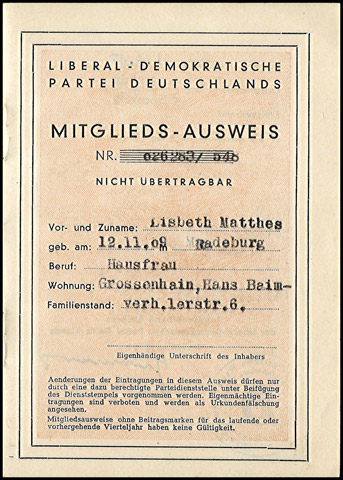 LIBERAL-DEMOKRATISCHE
PARTEI DEUTSCHLANDS
MITGLIEDS-AUSWEIS
NR. 026283/ 548
NICHT ÜBERTRAGBAR
Vor- und Zuname: Lisbeth Matthes
geb. am: 12.11.09 in Radeburg
Beruf: Hausfrau
Wohnung: Grossenhain,Hans Beim-
Familienstand: verh.lerstr.6.
Eigenhändige Unterschrift des Inhabers
Aenderungen der Eintragungen in diesem Ausweis dürfen nur
durch eine dazu berechtigte Parteidienststelle unter Beifügung
des Dienststempels vorgenommen werden. Eigenmächtige Ein-
tragungen sind verboten und werden als Urkundenfälschung
angesehen.
Mitgliedsausweise ohne Beitragsmarken für das laufende oder
vorhergehende Vierteljahr haben keine Gültigkeit.